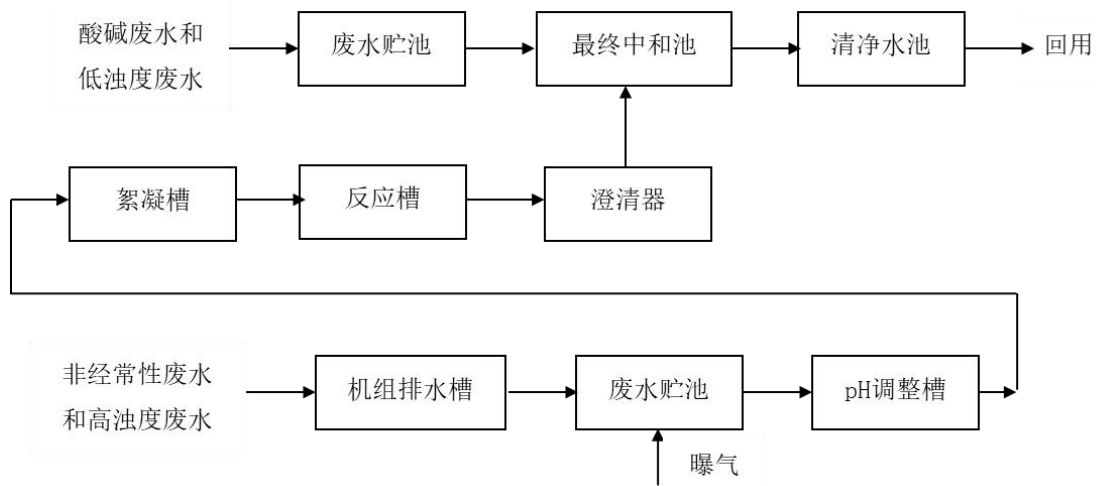 酸碱废水和
低浊度废水
废水贮池
最终中和池
清净水池
回用
絮凝槽
反应槽
澄清器
非经常性废水
和高浊度废水
机组排水槽
废水贮池
pH调整槽
曝气